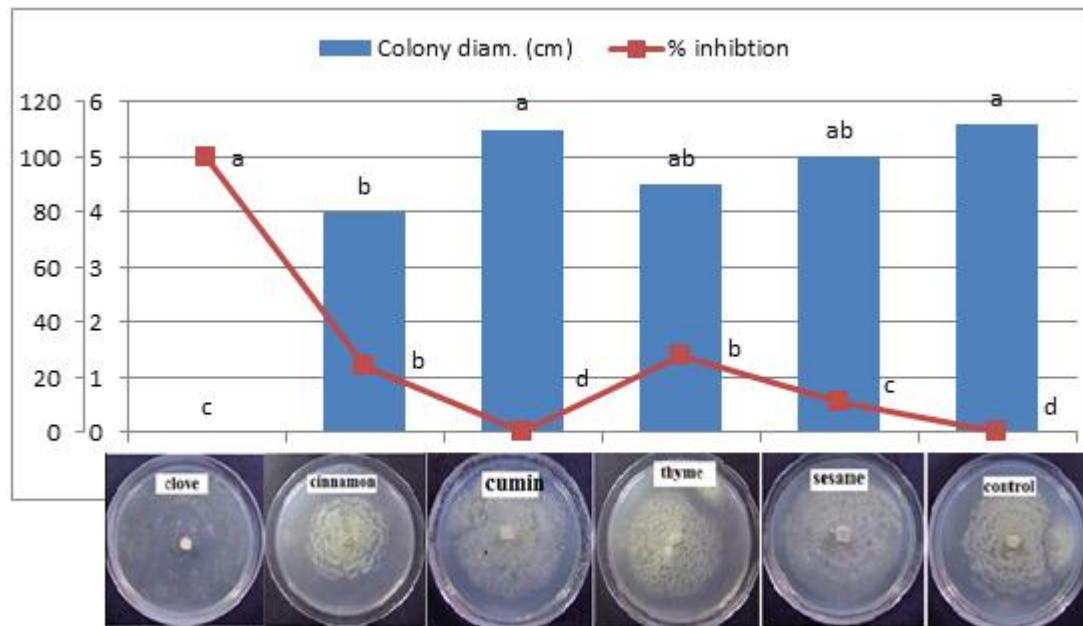 Colony diam. (cm) % inhibtion
120 6
100 5
80 4
60 3
40 2
20 1
0 0
a
b
a
ab
ab
a
c
b
d
b
c
d
clove cinnamon cumin thyme sesame control